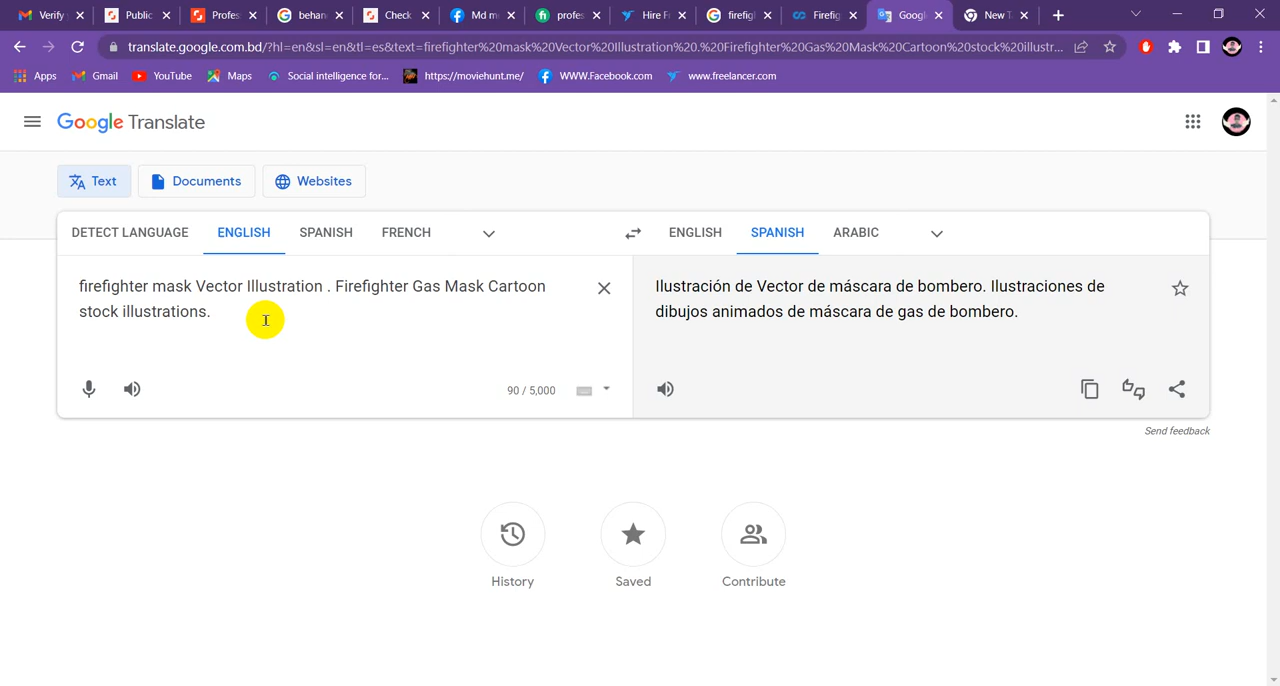 Verify
Public
Profes
behan
Check
Md m
profes
Hire F
firefig
Firefig
Googl
New T
translate.google.com.bd/?hl=en&sl=en&tl=es&text=firefighter%20mask%20Vector%20Illustration%20.%20Firefighter%20Gas%20Mask%20Cartoon%20stock%20illustr...
Apps
Gmail
YouTube
Maps
Social intelligence for...
https://moviehunt.me/
WWW.Facebook.com
www.freelancer.com
Google Translate
Text
Documents
Websites
DETECT LANGUAGE
ENGLISH
SPANISH
FRENCH
ENGLISH
SPANISH
ARABIC
firefighter mask Vector Illustration . Firefighter Gas Mask Cartoon
stock illustrations.
90 / 5,000
Ilustración de Vector de máscara de bombero. Ilustraciones de
dibujos animados de máscara de gas de bombero.
Send feedback
History
Saved
Contribute